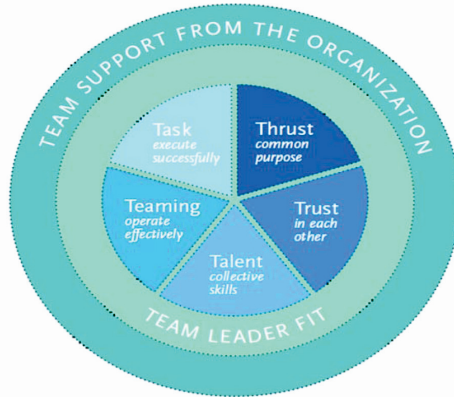 TEAM SUPPORT FROM THE ORGANIZATION
Task
execute
successfully
Thrust
common
purpose
Teaming
operate
effectively
Trust
in each
other
Talent
collective
skills
TEAM LEADER FIT